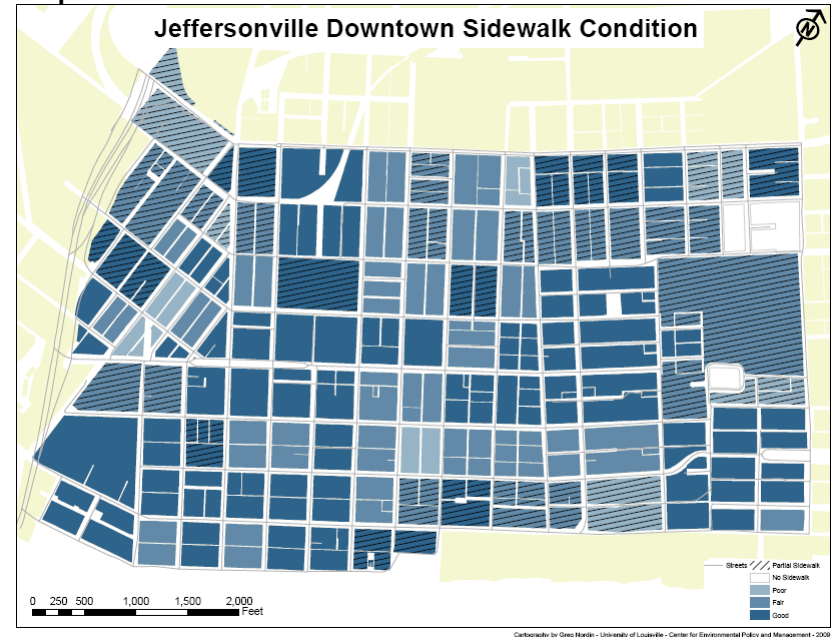 Jeffersonville Downtown Sidewalk Condition
N
Streets Partial Sidewalk
No Sidewalk
Poor
Fair
Good
0 250 500 1,000 1,500 2,000
Feet
Cartography by Greg Nordin - University of Louisville - Center for Environmental Policy and Management - 2009